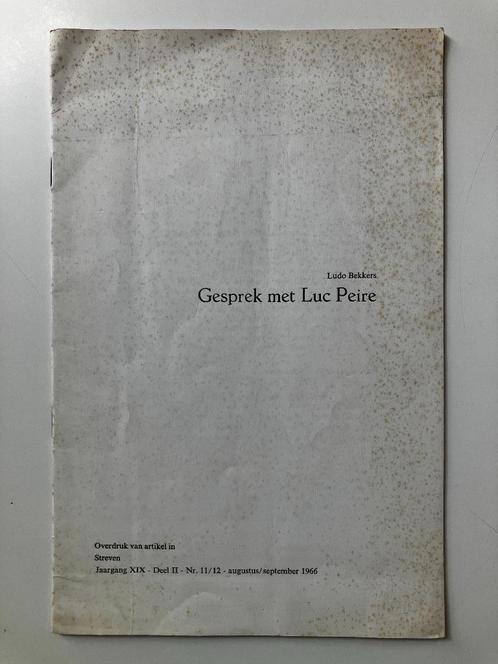 Ludo Bekkers
Gesprek met Luc Peire
Overdruk van artikel in
Streven
Jaargang XIX - Deel II - Nr. 11/12 - augustus/september 1966